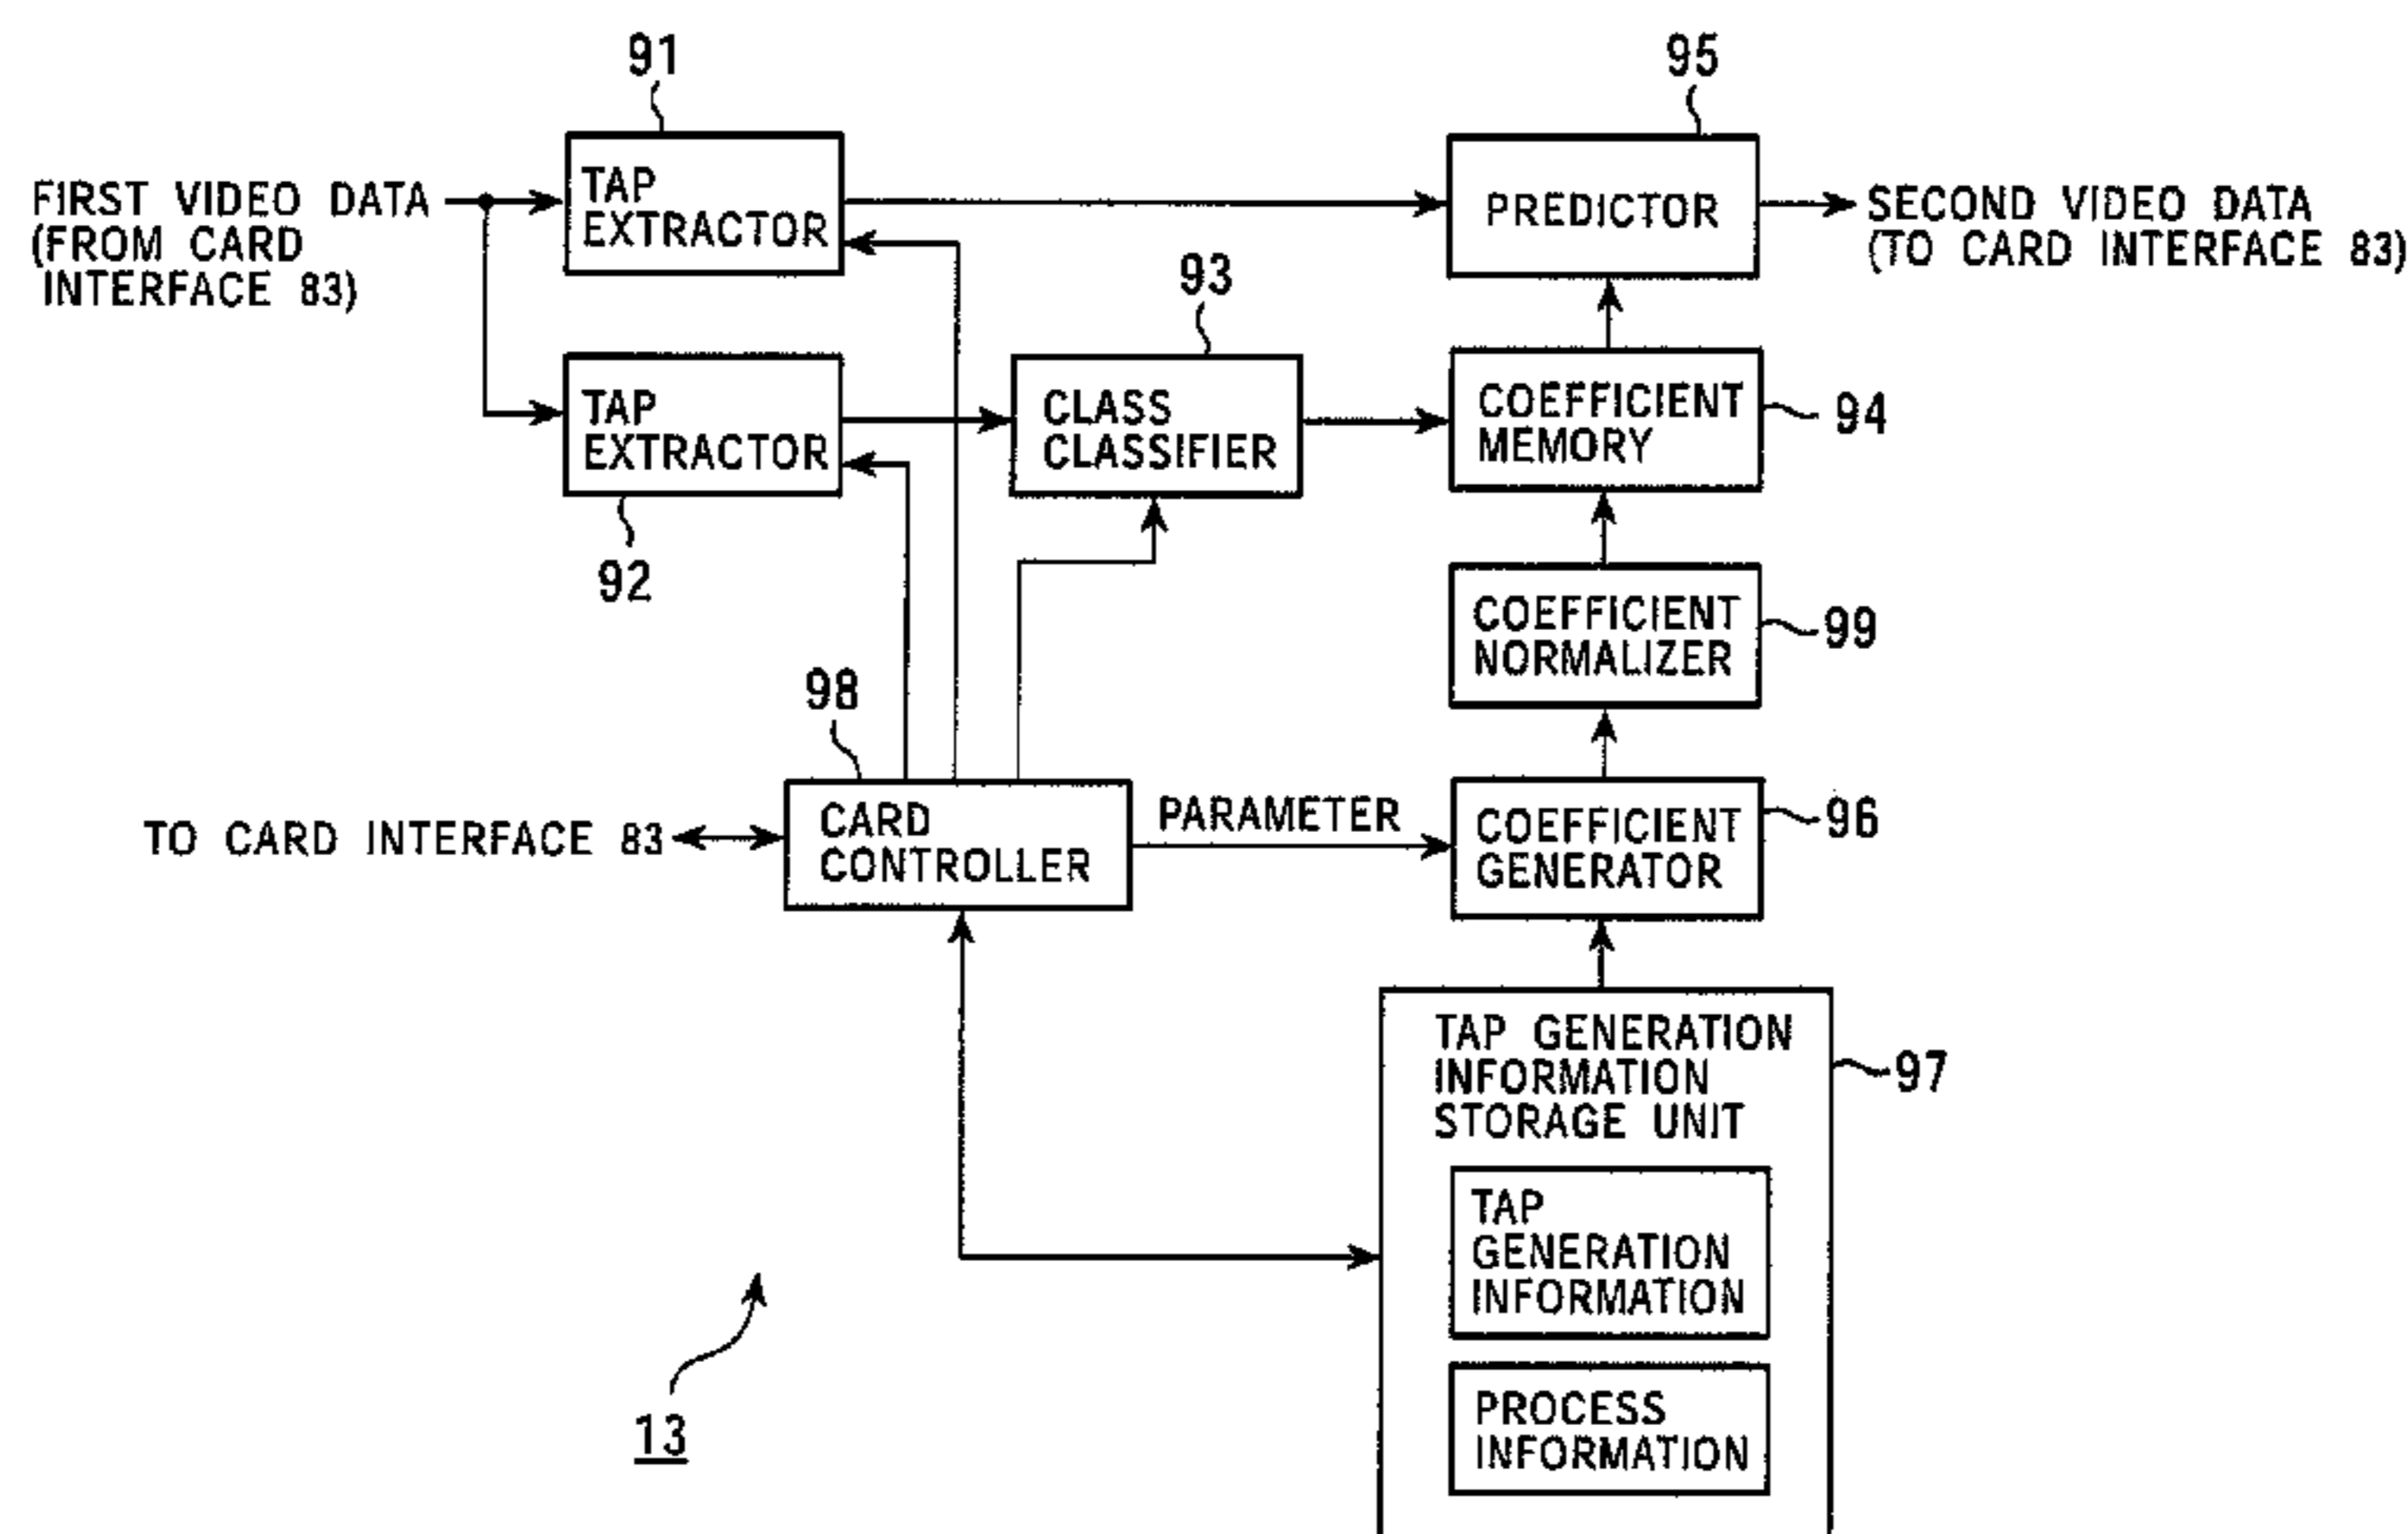 91
95
FIRST VIDEO DATA
(FROM CARD
INTERFACE 83)
TAP
EXTRACTOR
PREDICTOR
SECOND VIDEO DATA
(TO CARD INTERFACE 83)
93
TAP
EXTRACTOR
CLASS
CLASSIFIER
COEFFICIENT
MEMORY
94
92
COEFFICIENT
NORMALIZER
99
98
TO CARD INTERFACE 83
CARD
CONTROLLER
PARAMETER
COEFFICIENT
GENERATOR
96
TAP GENERATION
INFORMATION
STORAGE UNIT
97
TAP
GENERATION
INFORMATION
PROCESS
INFORMATION
13